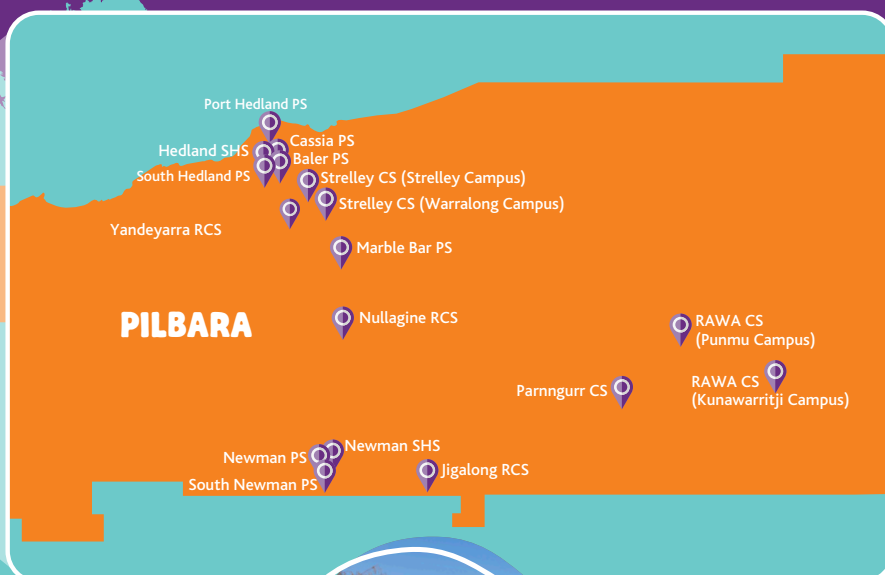 Port Hedland PS
Cassia PS
Hedland SHS
Baler PS
South Hedland PS
Strelley CS (Strelley Campus)
Strelley CS (Warralong Campus)
Yandeyarra RCS
Marble Bar PS
PILBARA
Nullagine RCS
RAWA CS
(Punmu Campus)
Parnngurr CS
RAWA CS
(Kunawarritji Campus)
Newman SHS
Newman PS
Jigalong RCS
South Newman PS